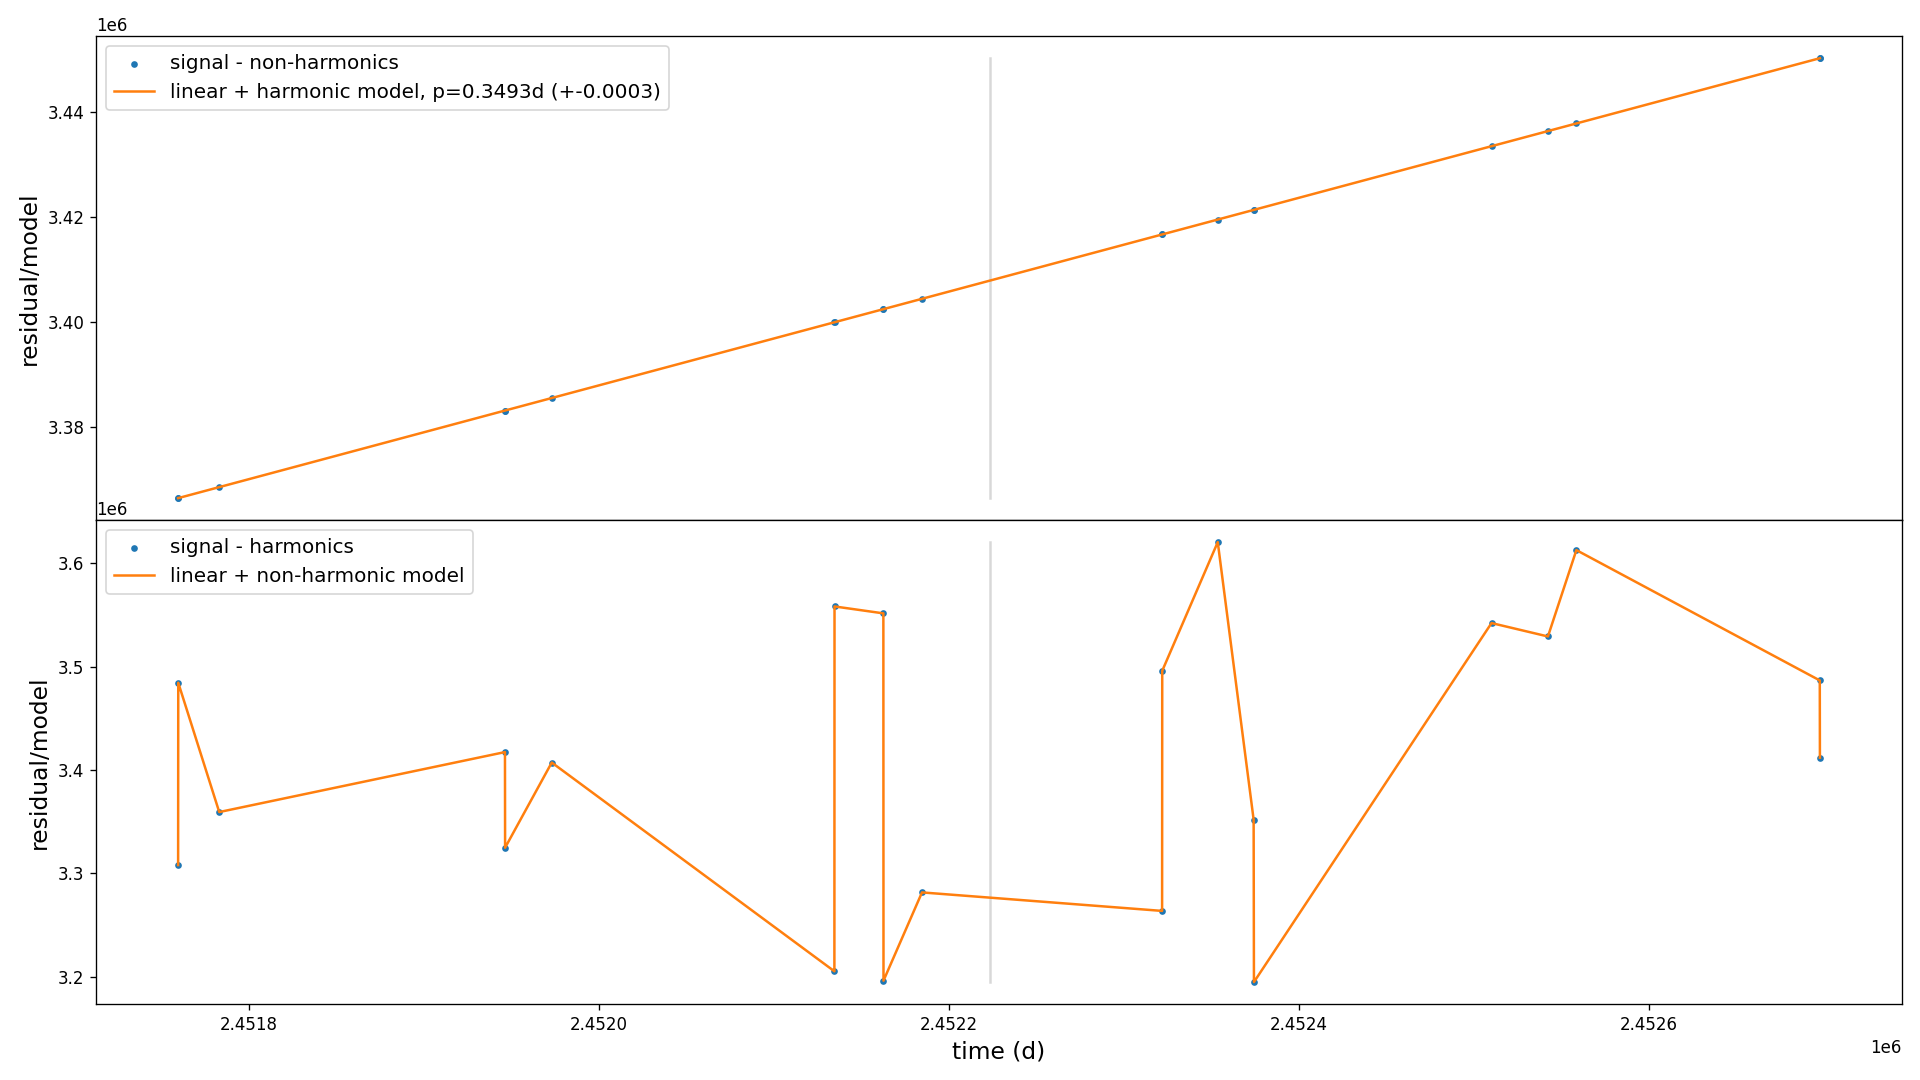 1e6
signal - non-harmonics
linear + harmonic model, p=0.3493d (+-0.0003)
3.44
3.42
3.40
3.38
residual/model
1e6
signal - harmonics
linear + non-harmonic model
3.6
3.5
3.4
3.3
3.2
residual/model
2.4518
2.4520
2.4522
2.4524
2.4526
1e6
time (d)